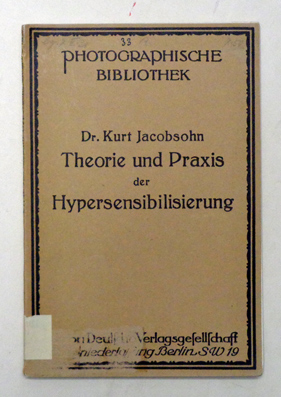 33
PHOTOGRAPHISCHE
BIBLIOTHEK
Dr. Kurt Jacobsohn
Theorie und Praxis
der
Hypersensibilisierung
Verlagsgesellschaft
Berlin SW 19